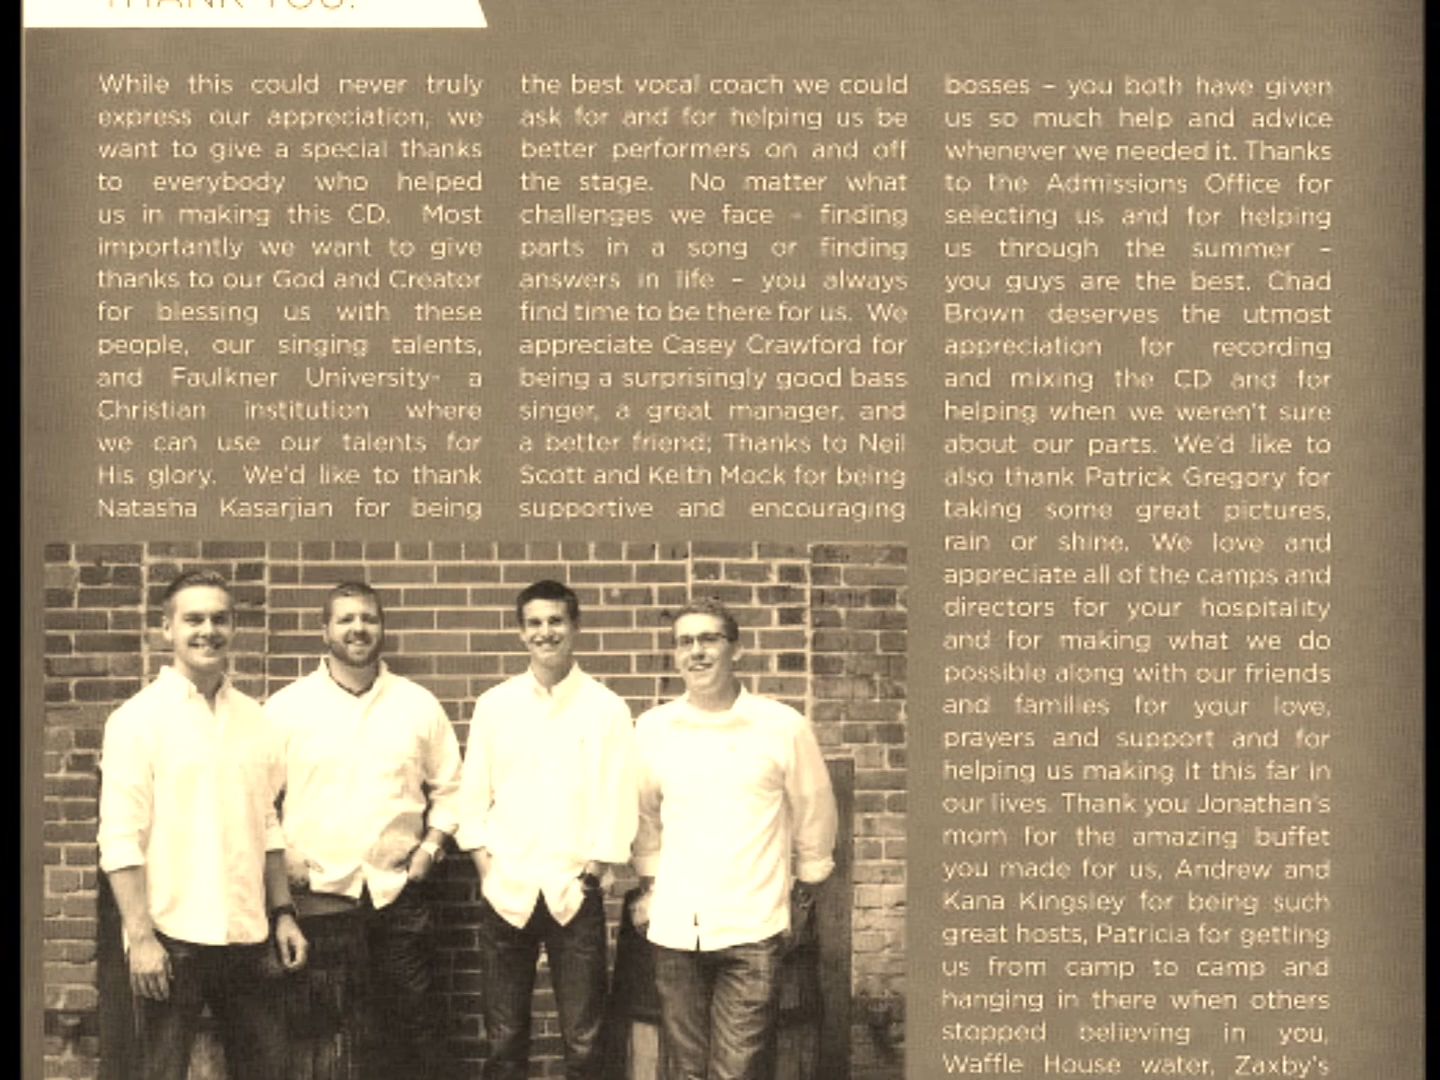 THANK YOU!
While this could never truly
express our appreciation, we
want to give a special thanks
to everybody who helped
us in making this CD. Most
importantly we want to give
thanks to our God and Creator
for blessing us with these
people, our singing talents,
and Faulkner University- a
Christian institution where
we can use our talents for
His glory. We'd like to thank
Natasha Kasarjian for being
the best vocal coach we could
ask for and for helping us be
better performers on and off
the stage. No matter what
challenges we face - finding
parts in a song or finding
answers in life – you always
find time to be there for us. We
appreciate Casey Crawford for
being a surprisingly good bass
singer, a great manager, and
a better friend; Thanks to Neil
Scott and Keith Mock for being
supportive and encouraging
bosses – you both have given
us so much help and advice
whenever we needed it. Thanks
to the Admissions Office for
selecting us and for helping
us through the summer –
you guys are the best. Chad
Brown deserves the utmost
appreciation for recording
and mixing the CD and for
helping when we weren't sure
about our parts. We'd like to
also thank Patrick Gregory for
taking some great pictures,
rain or shine. We love and
appreciate all of the camps and
directors for your hospitality
and for making what we do
possible along with our friends
and families for your love,
prayers and support and for
helping us making it this far in
our lives. Thank you Jonathan's
mom for the amazing buffet
you made for us, Andrew and
Kana Kingsley for being such
great hosts, Patricia for getting
us from camp to camp and
hanging in there when others
stopped believing in you,
Waffle House water, Zaxby's